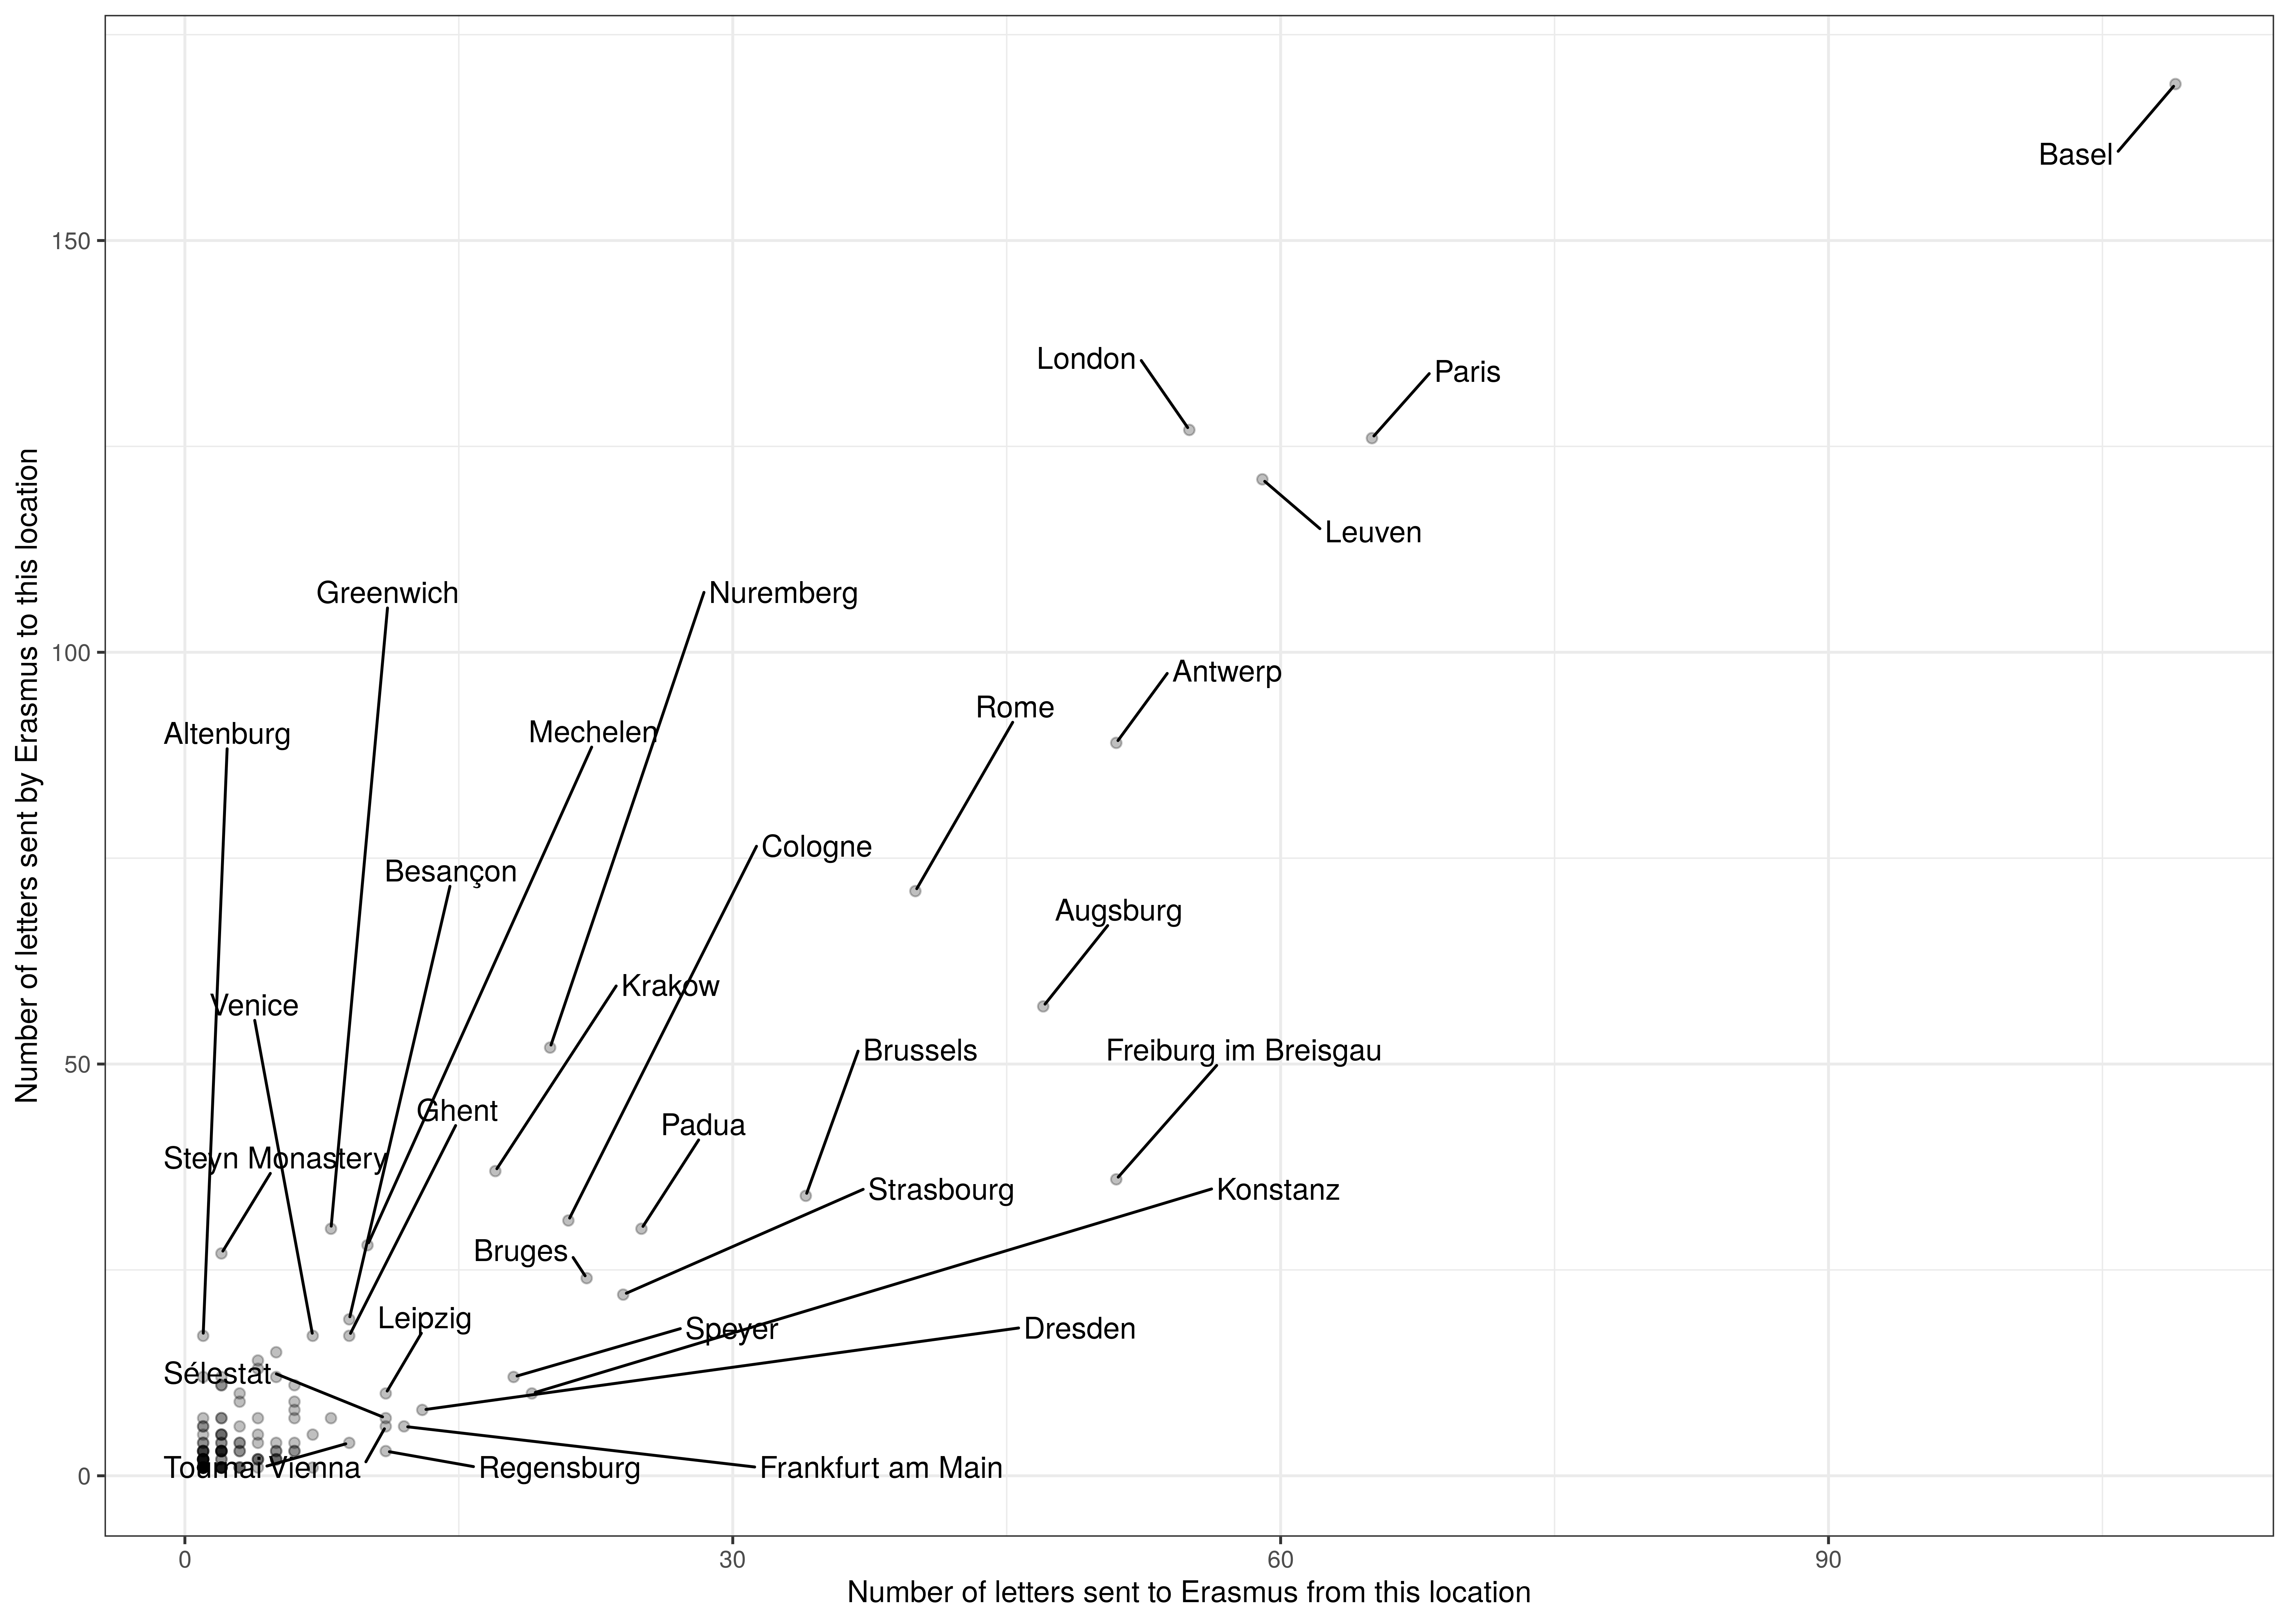 Basel
150
London
Paris
Leuven
Greenwich
Nuremberg
100
Antwerp
Rome
Altenburg
Mechelen
Cologne
Besançon
Augsburg
Krakow
Venice
50
Brussels
Freiburg im Breisgau
Ghent
Padua
Steyn Monastery
Strasbourg
Konstanz
Bruges
Leipzig
Speyer
Dresden
Sélestat
Tournai
Vienna
Regensburg
Frankfurt am Main
0
0
30
60
90
Number of letters sent to Erasmus from this location
Number of letters sent by Erasmus to this location